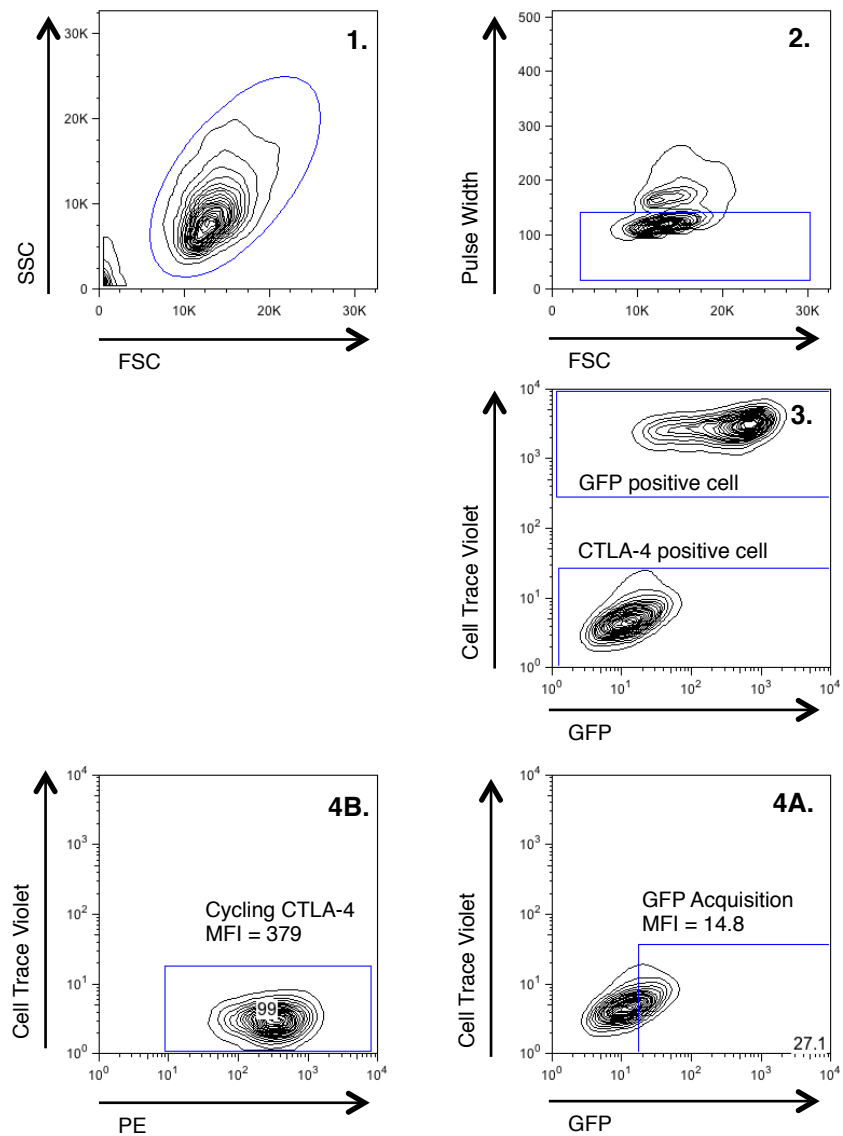 1.
30K
20K
10K
0
0 10K 20K 30K
SSC
FSC
2.
500
400
300
200
100
0
0 10K 20K 30K
Pulse Width
FSC
3.
10^4
10^3
10^2
10^1
10^0
GFP positive cell
CTLA-4 positive cell
10^0 10^1 10^2 10^3 10^4
Cell Trace Violet
GFP
4B.
10^4
10^3
10^2
10^1
10^0
Cycling CTLA-4
MFI = 379
99
10^0 10^1 10^2 10^3 10^4
Cell Trace Violet
PE
4A.
10^4
10^3
10^2
10^1
10^0
GFP Acquisition
MFI = 14.8
27.1
10^0 10^1 10^2 10^3 10^4
Cell Trace Violet
GFP